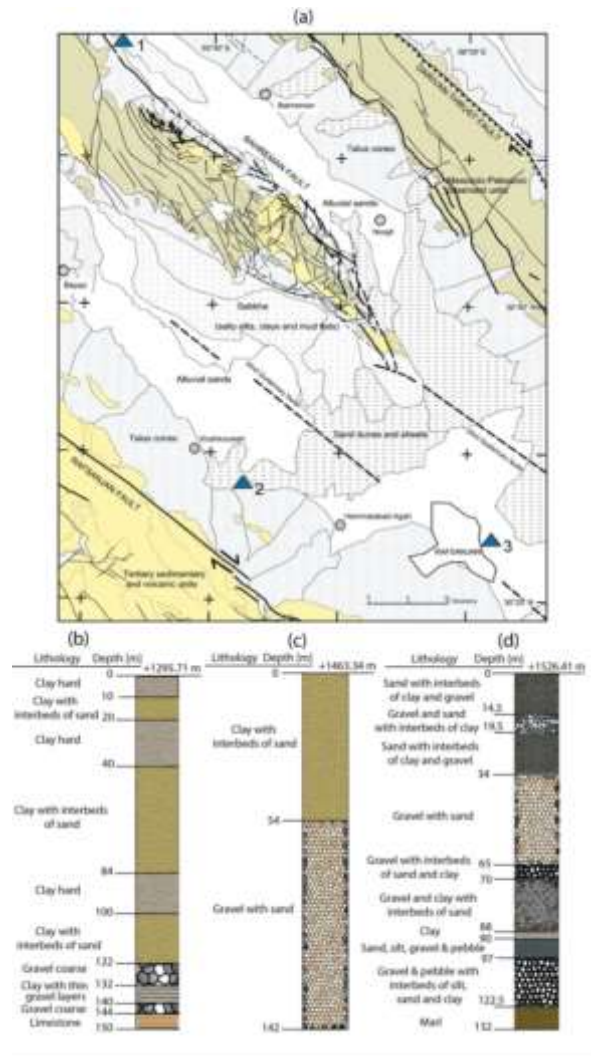 (a)
1
BAHREMAN FAULT
Talus cones
Alluvial sands
Sabkha
(salty silts, clays and mud flats)
Alluvial sands
Sand dunes and sheets
Talus cones
2
3
RAFSANJAN FAULT
Tertiary sedimentary
and volcanic units
(b)
Lithology Depth (m)
+1295.71 m
0
Clay hard
10
Clay with
interbeds of sand
20
Clay hard
40
Clay with interbeds
of sand
84
Clay hard
100
Clay with
interbeds of sand
122
Gravel coarse
132
Clay with thin
gravel layers
140
Gravel coarse
144
Limestone
150
(c)
Lithology Depth (m)
+1463.34 m
0
Clay with
interbeds of sand
54
Gravel with sand
142
(d)
Lithology Depth (m)
+1526.41 m
0
Sand with interbeds
of clay and gravel
14,5
Gravel and sand
with interbeds of clay
19,5
Sand with interbeds
of clay and gravel
34
Gravel with sand
65
Gravel with interbeds
of sand and clay
70
Gravel and clay with
interbeds of sand
88
Clay
90
Sand, silt, gravel & pebble
97
Gravel & pebble with
interbeds of silt,
sand and clay
122,5
Marl
132